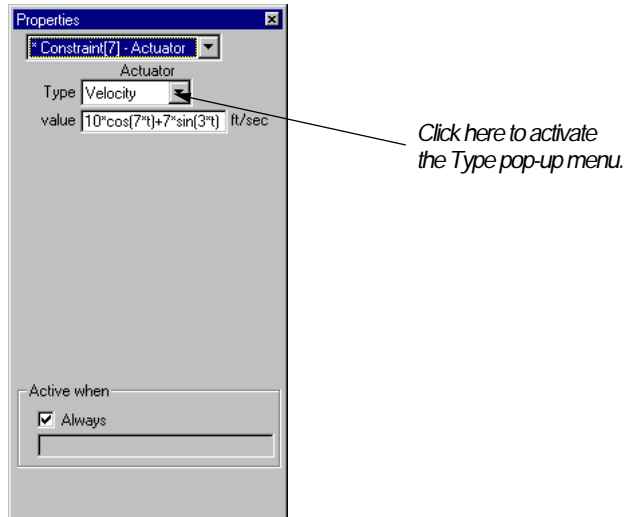 Properties
* Constraint[7] - Actuator
Actuator
Type Velocity
value 10*cos(7*t)+7*sin(3*t) ft/sec
Click here to activate
the Type pop-up menu.
Active when
Always